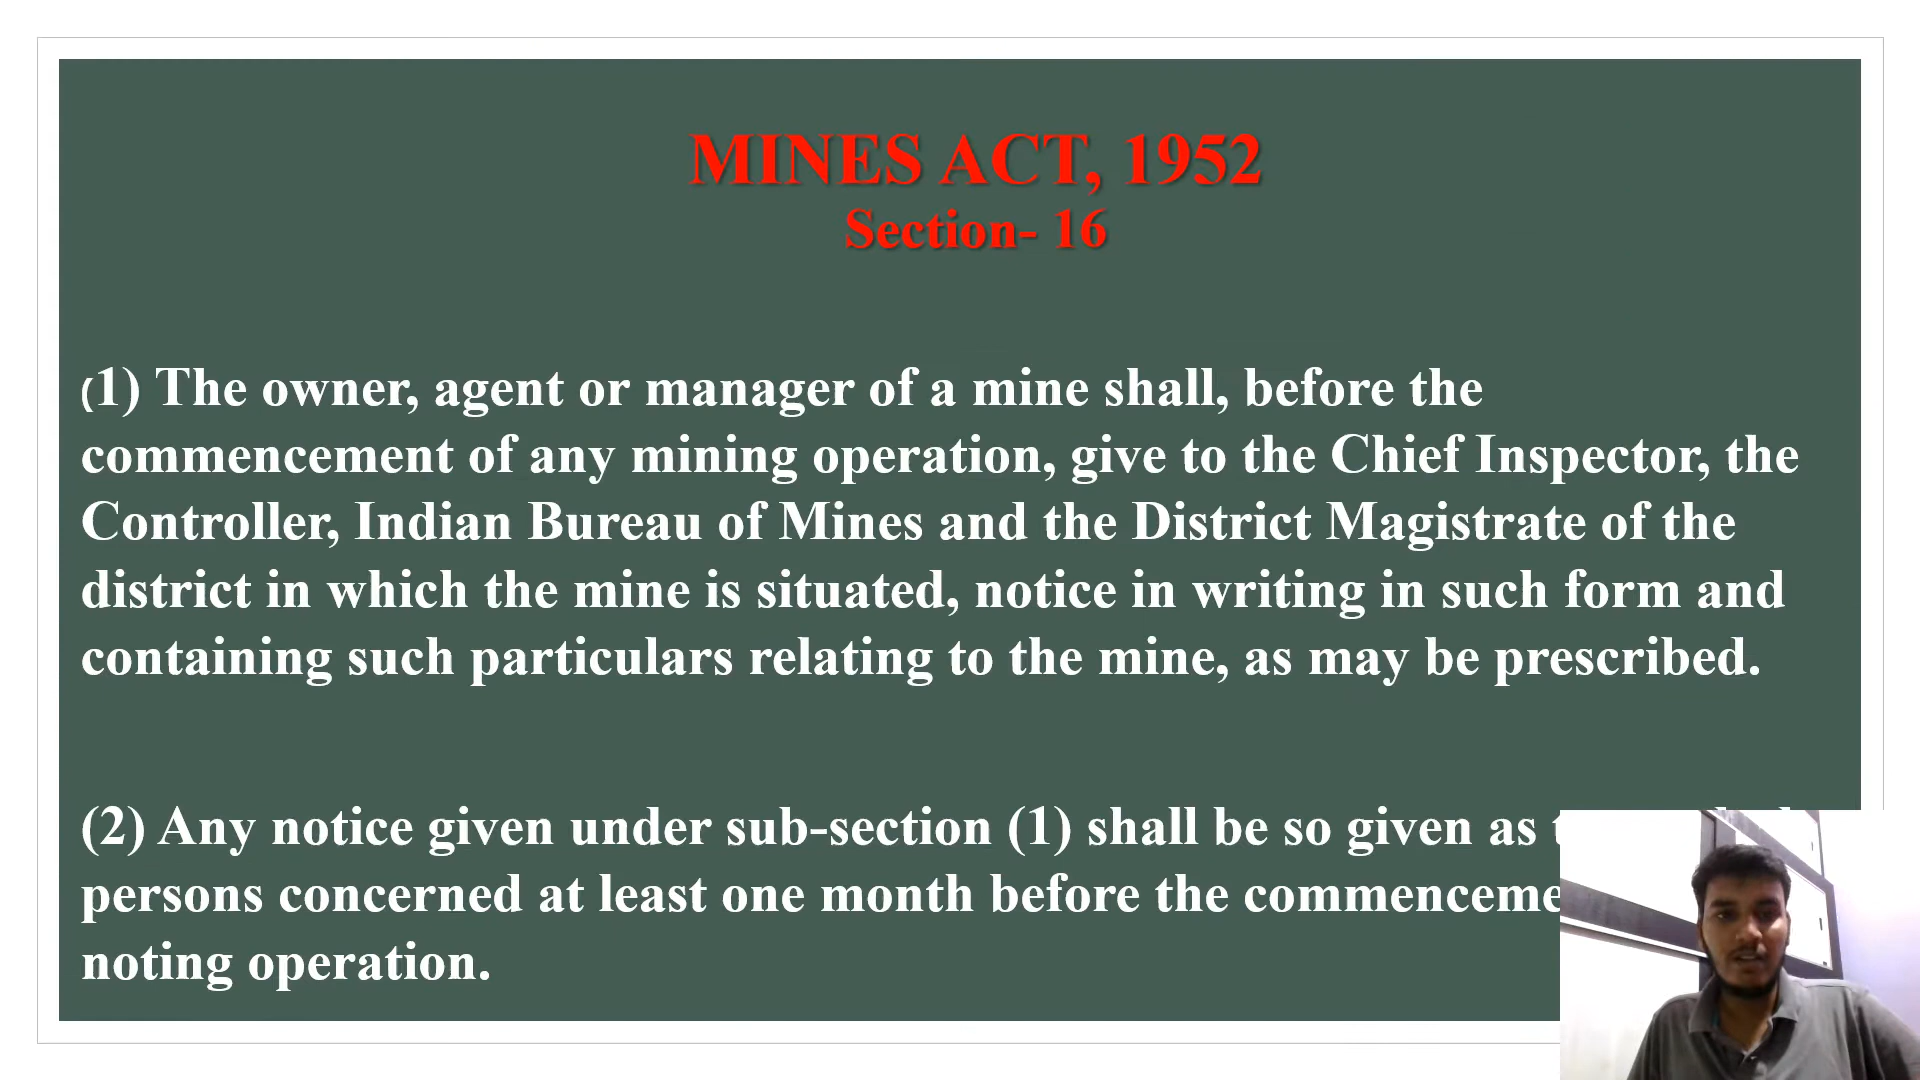 MINES ACT, 1952
Section- 16
(1) The owner, agent or manager of a mine shall, before the
commencement of any mining operation, give to the Chief Inspector, the
Controller, Indian Bureau of Mines and the District Magistrate of the
district in which the mine is situated, notice in writing in such form and
containing such particulars relating to the mine, as may be prescribed.
(2) Any notice given under sub-section (1) shall be so given as
persons concerned at least one month before the
noting operation.